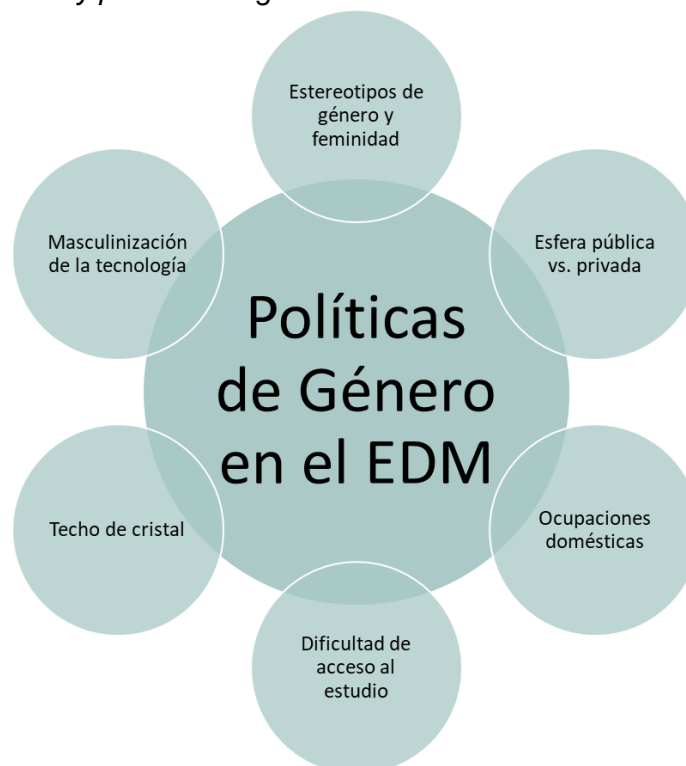 Estereotipos de
género y
feminidad
Masculinización
de la tecnología
Esfera pública
vs. privada
Políticas
de Género
en el EDM
Techo de cristal
Ocupaciones
domésticas
Dificultad de
acceso al
estudio